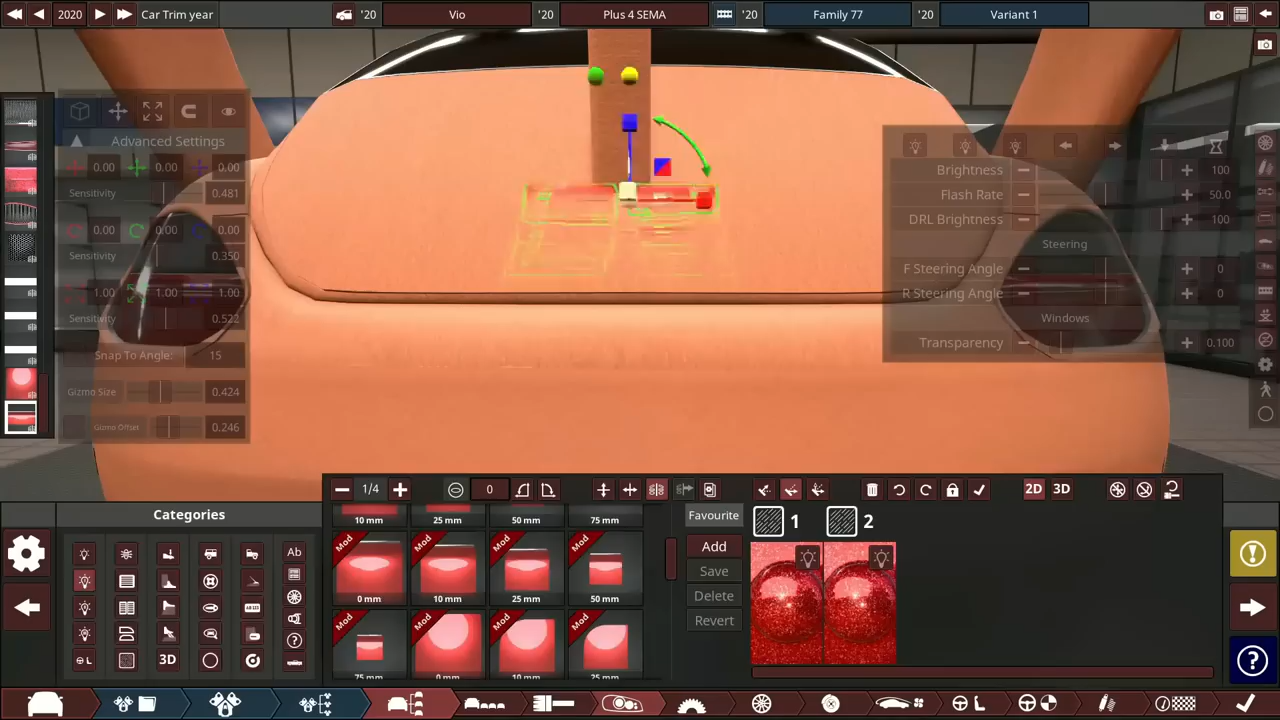 2020 Car Trim year '20 Vio '20 Plus 4 SEMA '20 Family 77 '20 Variant 1
Advanced Settings
0.00 0.00 0.00
Sensitivity 0.481
0.00 0.00 0.00
Sensitivity 0.350
1.00 1.00 1.00
Sensitivity 0.522
Snap To Angle: 15
Gizmo Size 0.424
Gizmo Offset 0.246
Brightness 100
Flash Rate 50.0
DRL Brightness 100
Steering
F Steering Angle 0
R Steering Angle 0
Windows
Transparency 0.100
Categories
Ab
L
3D
1/4 0 2D 3D
10 mm 25 mm 50 mm 75 mm
Mod Mod Mod Mod
0 mm 10 mm 25 mm 50 mm
Mod Mod Mod Mod
75 mm 0 mm 10 mm 25 mm
Favourite
Add
Save
Delete
Revert
1 2